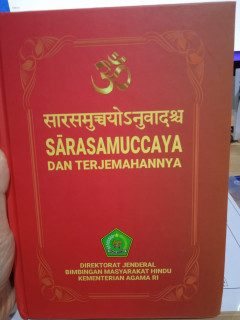 ॐ
सारसमुच्चयोऽनुवादश्च
SĀRASAMUCCAYA
DAN TERJEMAHANNYA
DIREKTORAT JENDERAL
BIMBINGAN MASYARAKAT HINDU
KEMENTERIAN AGAMA RI